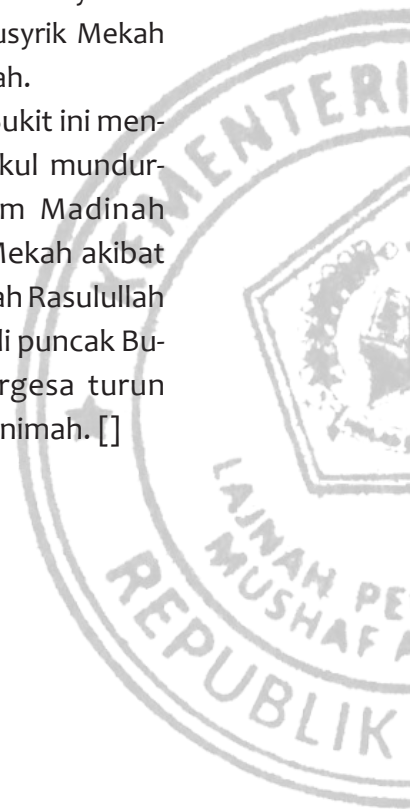 usyrik Mekah
ah.
Bukit ini men-
kul mundur-
m Madinah
Mekah akibat
ah Rasulullah
di puncak Bu-
rgesa turun
nimah. []
KEMENTERI
LAJNAH PE
MUSHAF A
REPUBLIK